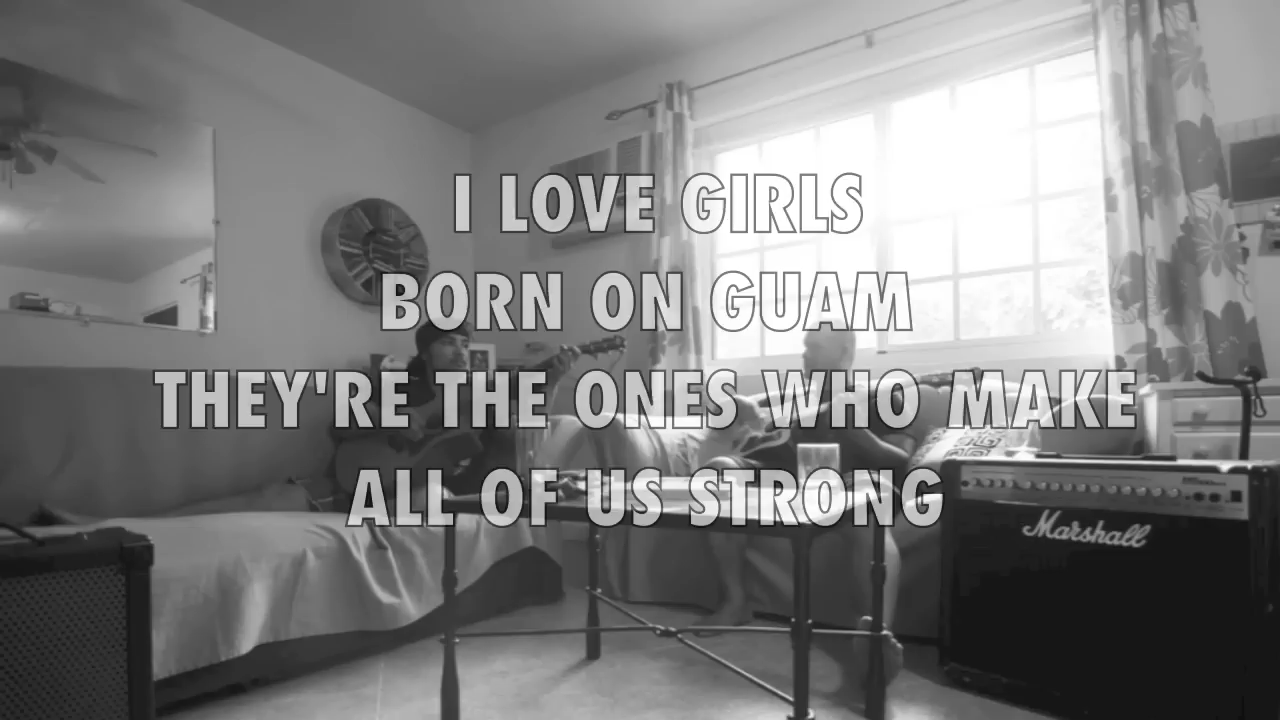 I LOVE GIRLS
BORN ON GUAM
THEY'RE THE ONES WHO MAKE
ALL OF US STRONG
Marshall